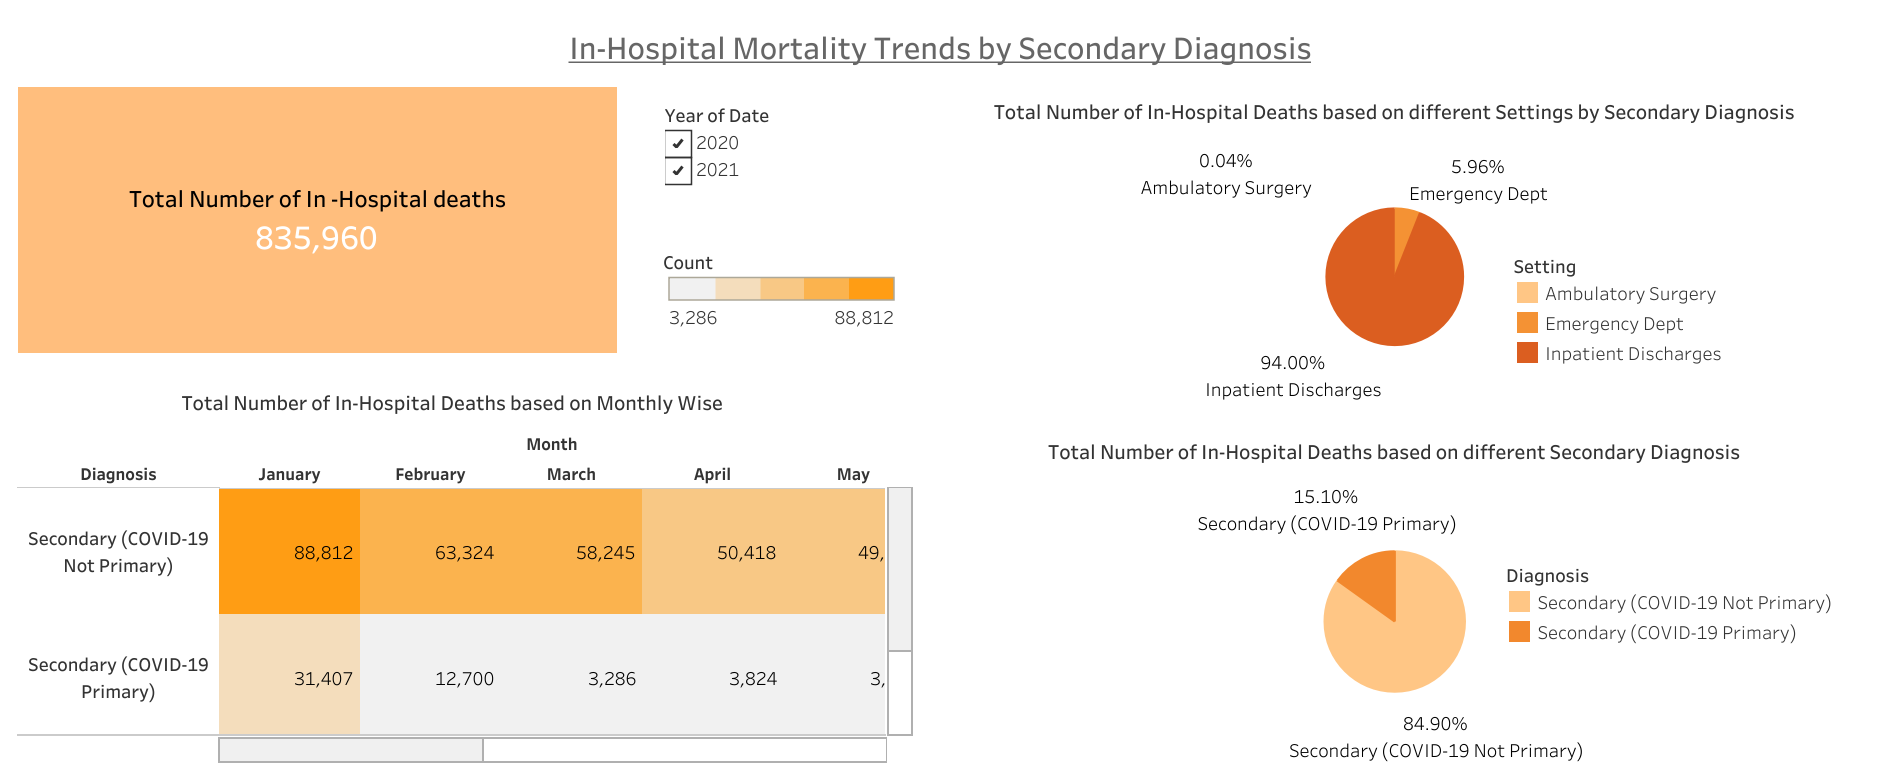 In-Hospital Mortality Trends by Secondary Diagnosis
Total Number of In -Hospital deaths
835,960
Year of Date
2020
2021
Count
3,286 88,812
Total Number of In-Hospital Deaths based on different Settings by Secondary Diagnosis
0.04%
Ambulatory Surgery
5.96%
Emergency Dept
94.00%
Inpatient Discharges
Setting
Ambulatory Surgery
Emergency Dept
Inpatient Discharges
Total Number of In-Hospital Deaths based on Monthly Wise
Month
Diagnosis January February March April May
Secondary (COVID-19
Not Primary)
88,812 63,324 58,245 50,418 49,
Secondary (COVID-19
Primary)
31,407 12,700 3,286 3,824 3,
Total Number of In-Hospital Deaths based on different Secondary Diagnosis
15.10%
Secondary (COVID-19 Primary)
84.90%
Secondary (COVID-19 Not Primary)
Diagnosis
Secondary (COVID-19 Not Primary)
Secondary (COVID-19 Primary)